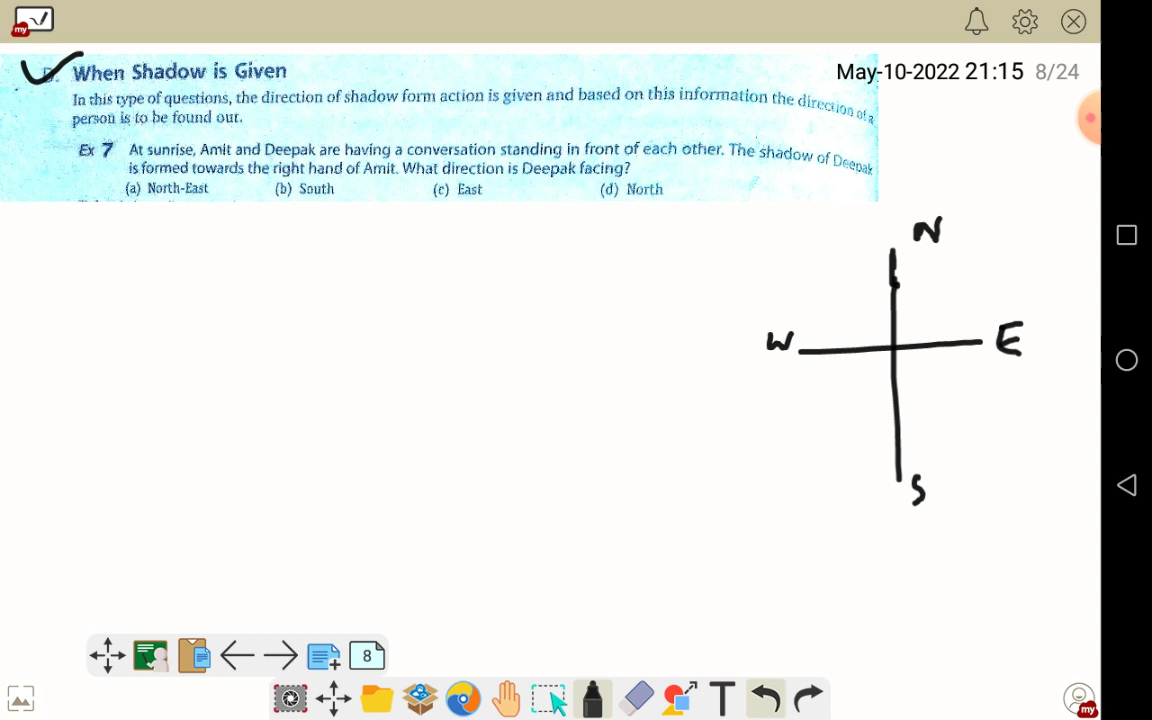 my
When Shadow is Given
May-10-2022 21:15 8/24
In this type of questions, the direction of shadow form action is given and based on this information the direction of a
person is to be found out.
Ex 7 At sunrise, Amit and Deepak are having a conversation standing in front of each other. The shadow of Deepak
is formed towards the right hand of Amit. What direction is Deepak facing?
(a) North-East (b) South (c) East (d) North
N
W E
S
8
T
my